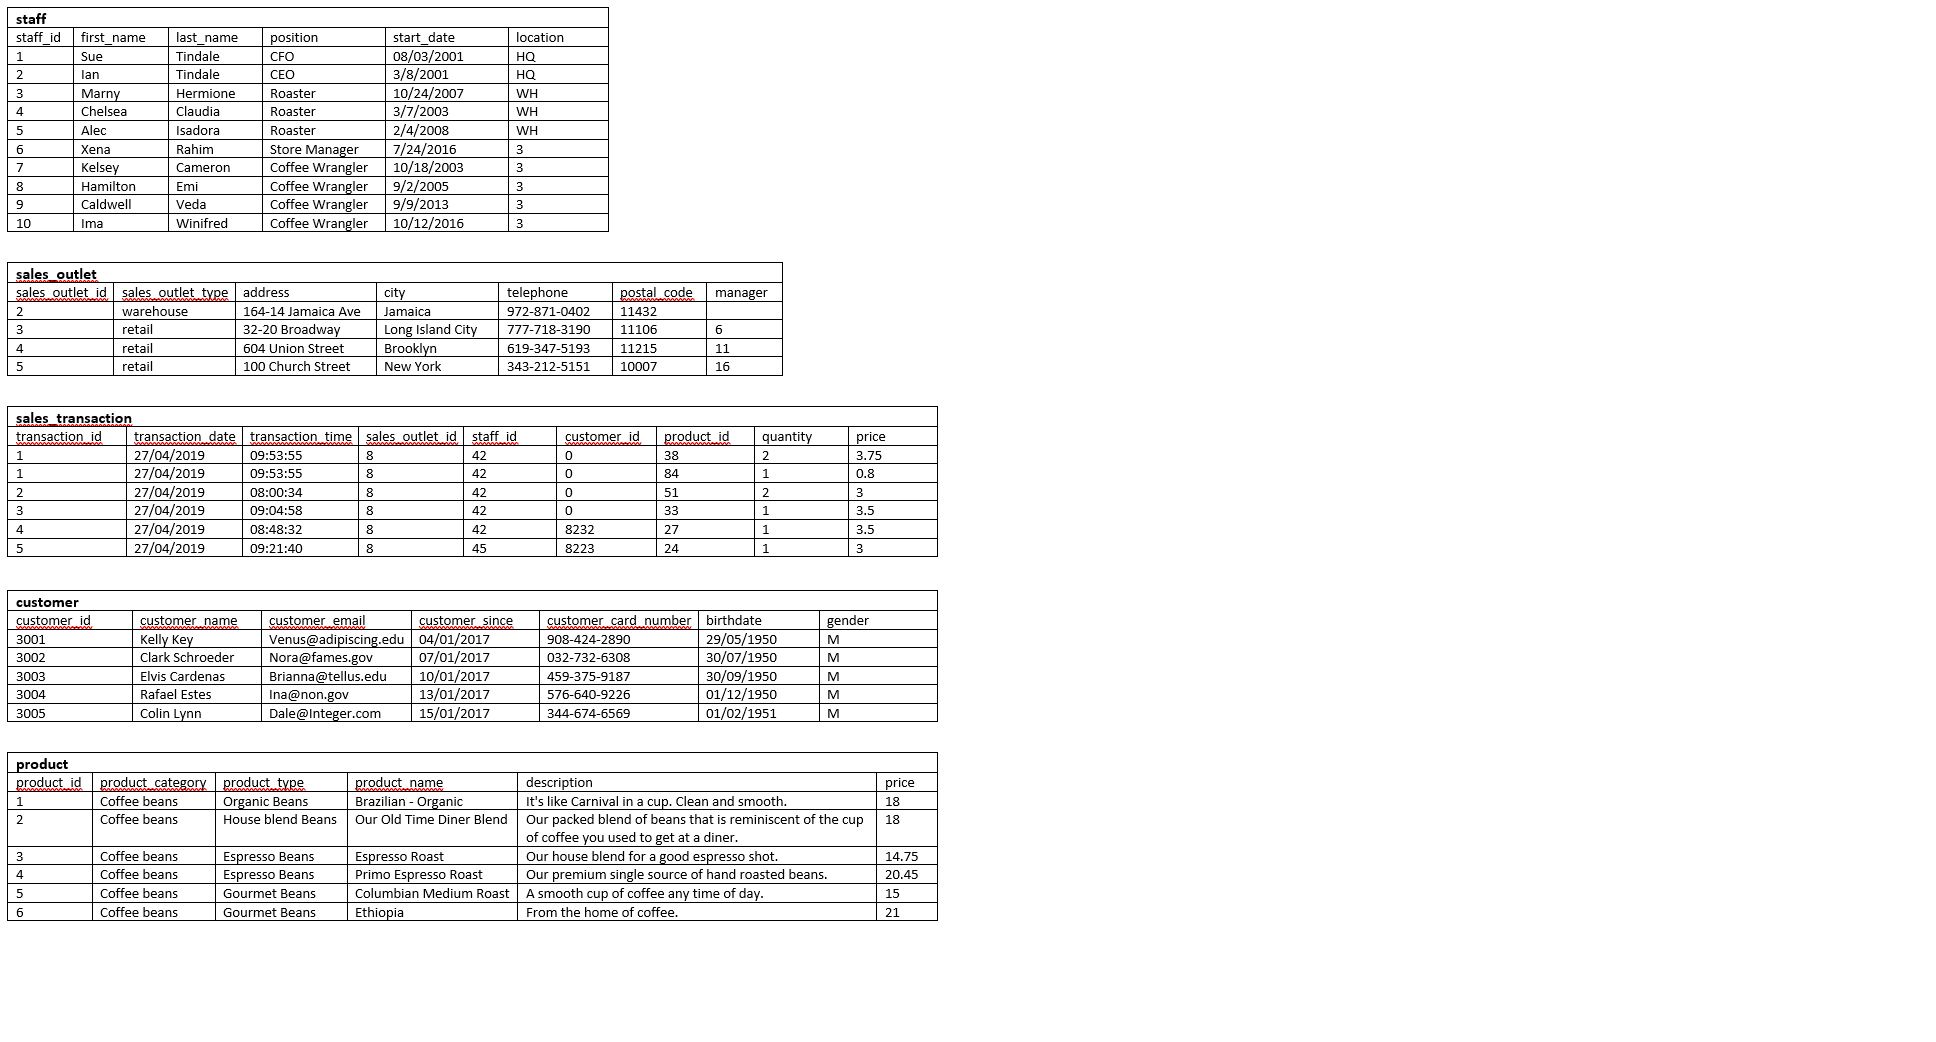 staff
staff_id first_name last_name position start_date location
1 Sue Tindale CFO 08/03/2001 HQ
2 Ian Tindale CEO 3/8/2001 HQ
3 Marny Hermione Roaster 10/24/2007 WH
4 Chelsea Claudia Roaster 3/7/2003 WH
5 Alec Isadora Roaster 2/4/2008 WH
6 Xena Rahim Store Manager 7/24/2016 3
7 Kelsey Cameron Coffee Wrangler 10/18/2003 3
8 Hamilton Emi Coffee Wrangler 9/2/2005 3
9 Caldwell Veda Coffee Wrangler 9/9/2013 3
10 Ima Winifred Coffee Wrangler 10/12/2016 3
sales_outlet
sales_outlet_id sales_outlet_type address city telephone postal_code manager
2 warehouse 164-14 Jamaica Ave Jamaica 972-871-0402 11432
3 retail 32-20 Broadway Long Island City 777-718-3190 11106 6
4 retail 604 Union Street Brooklyn 619-347-5193 11215 11
5 retail 100 Church Street New York 343-212-5151 10007 16
sales_transaction
transaction_id transaction_date transaction_time sales_outlet_id staff_id customer_id product_id quantity price
1 27/04/2019 09:53:55 8 42 0 38 2 3.75
1 27/04/2019 09:53:55 8 42 0 84 1 0.8
2 27/04/2019 08:00:34 8 42 0 51 2 3
3 27/04/2019 09:04:58 8 42 0 33 1 3.5
4 27/04/2019 08:48:32 8 42 8232 27 1 3.5
5 27/04/2019 09:21:40 8 45 8223 24 1 3
customer
customer_id customer_name customer_email customer_since customer_card_number birthdate gender
3001 Kelly Key Venus@adipiscing.edu 04/01/2017 908-424-2890 29/05/1950 M
3002 Clark Schroeder Nora@fames.gov 07/01/2017 032-732-6308 30/07/1950 M
3003 Elvis Cardenas Brianna@tellus.edu 10/01/2017 459-375-9187 30/09/1950 M
3004 Rafael Estes Ina@non.gov 13/01/2017 576-640-9226 01/12/1950 M
3005 Colin Lynn Dale@Integer.com 15/01/2017 344-674-6569 01/02/1951 M
product
product_id product_category product_type product_name description price
1 Coffee beans Organic Beans Brazilian - Organic It's like Carnival in a cup. Clean and smooth. 18
2 Coffee beans House blend Beans Our Old Time Diner Blend Our packed blend of beans that is reminiscent of the cup 18
of coffee you used to get at a diner.
3 Coffee beans Espresso Beans Espresso Roast Our house blend for a good espresso shot. 14.75
4 Coffee beans Espresso Beans Primo Espresso Roast Our premium single source of hand roasted beans. 20.45
5 Coffee beans Gourmet Beans Columbian Medium Roast A smooth cup of coffee any time of day. 15
6 Coffee beans Gourmet Beans Ethiopia From the home of coffee. 21